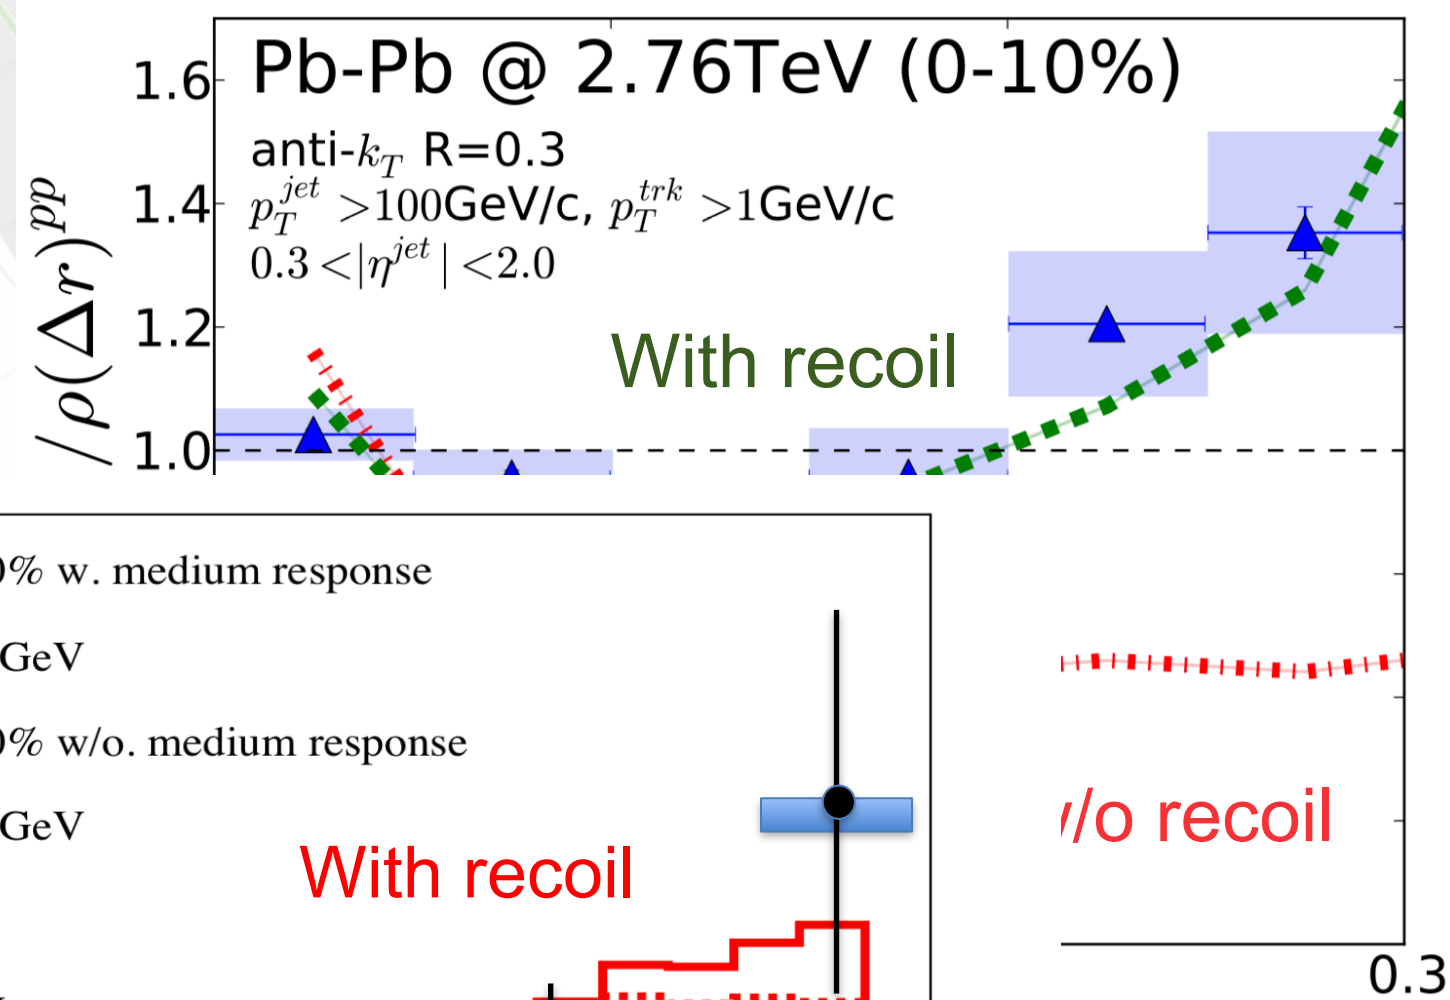 Pb-Pb @ 2.76TeV (0-10%)
1.6
anti-$k_T$ R=0.3
$p_T^{jet}$ >100GeV/c, $p_T^{trk}$ >1GeV/c
0.3 <|$\eta^{jet}$| <2.0
1.4
/ρ(Δr)^{pp}
1.2
With recoil
1.0
0% w. medium response
GeV
0% w/o. medium response
GeV
/o recoil
With recoil
0.3